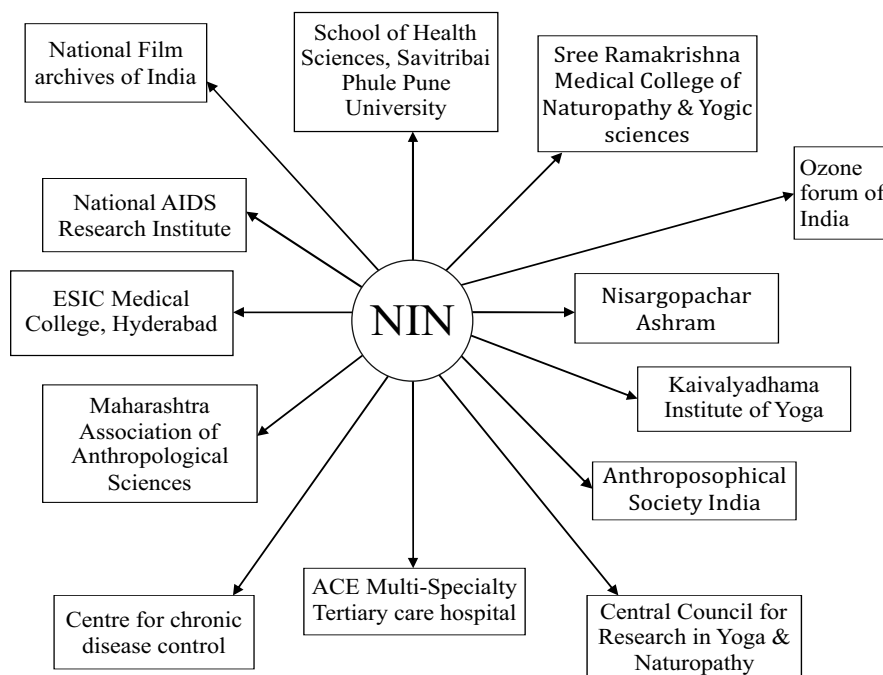 National Film
archives of India
School of Health
Sciences, Savitribai
Phule Pune
University
Sree Ramakrishna
Medical College of
Naturopathy & Yogic
sciences
Ozone
forum of
India
National AIDS
Research Institute
ESIC Medical
College, Hyderabad
NIN
Nisargopachar
Ashram
Kaivalyadhama
Institute of Yoga
Maharashtra
Association of
Anthropological
Sciences
Anthroposophical
Society India
Centre for chronic
disease control
ACE Multi-Specialty
Tertiary care hospital
Central Council for
Research in Yoga &
Naturopathy